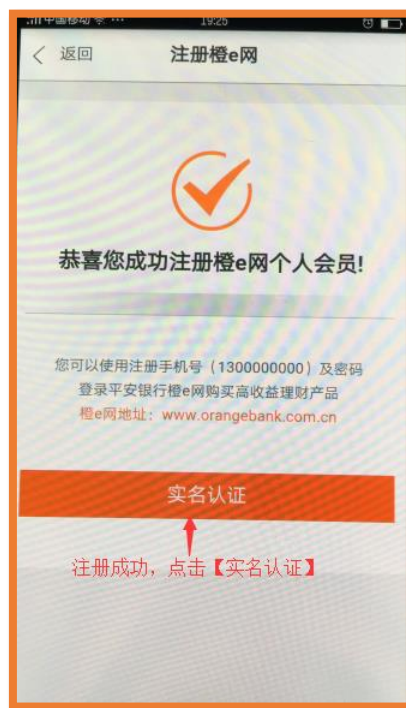 中国移动 ... 19:25
返回 注册橙e网
恭喜您成功注册橙e网个人会员!
您可以使用注册手机号（1300000000）及密码
登录平安银行橙e网购买高收益理财产品
橙e网地址：www.orangebank.com.cn
实名认证
注册成功，点击【实名认证】